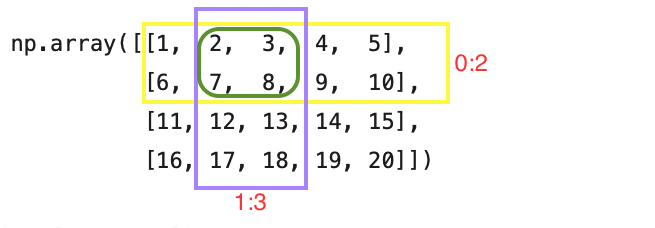 np.array([[1, 2, 3, 4, 5],
0:2
[6, 7, 8, 9, 10],
[11, 12, 13, 14, 15],
[16, 17, 18, 19, 20]])
1:3